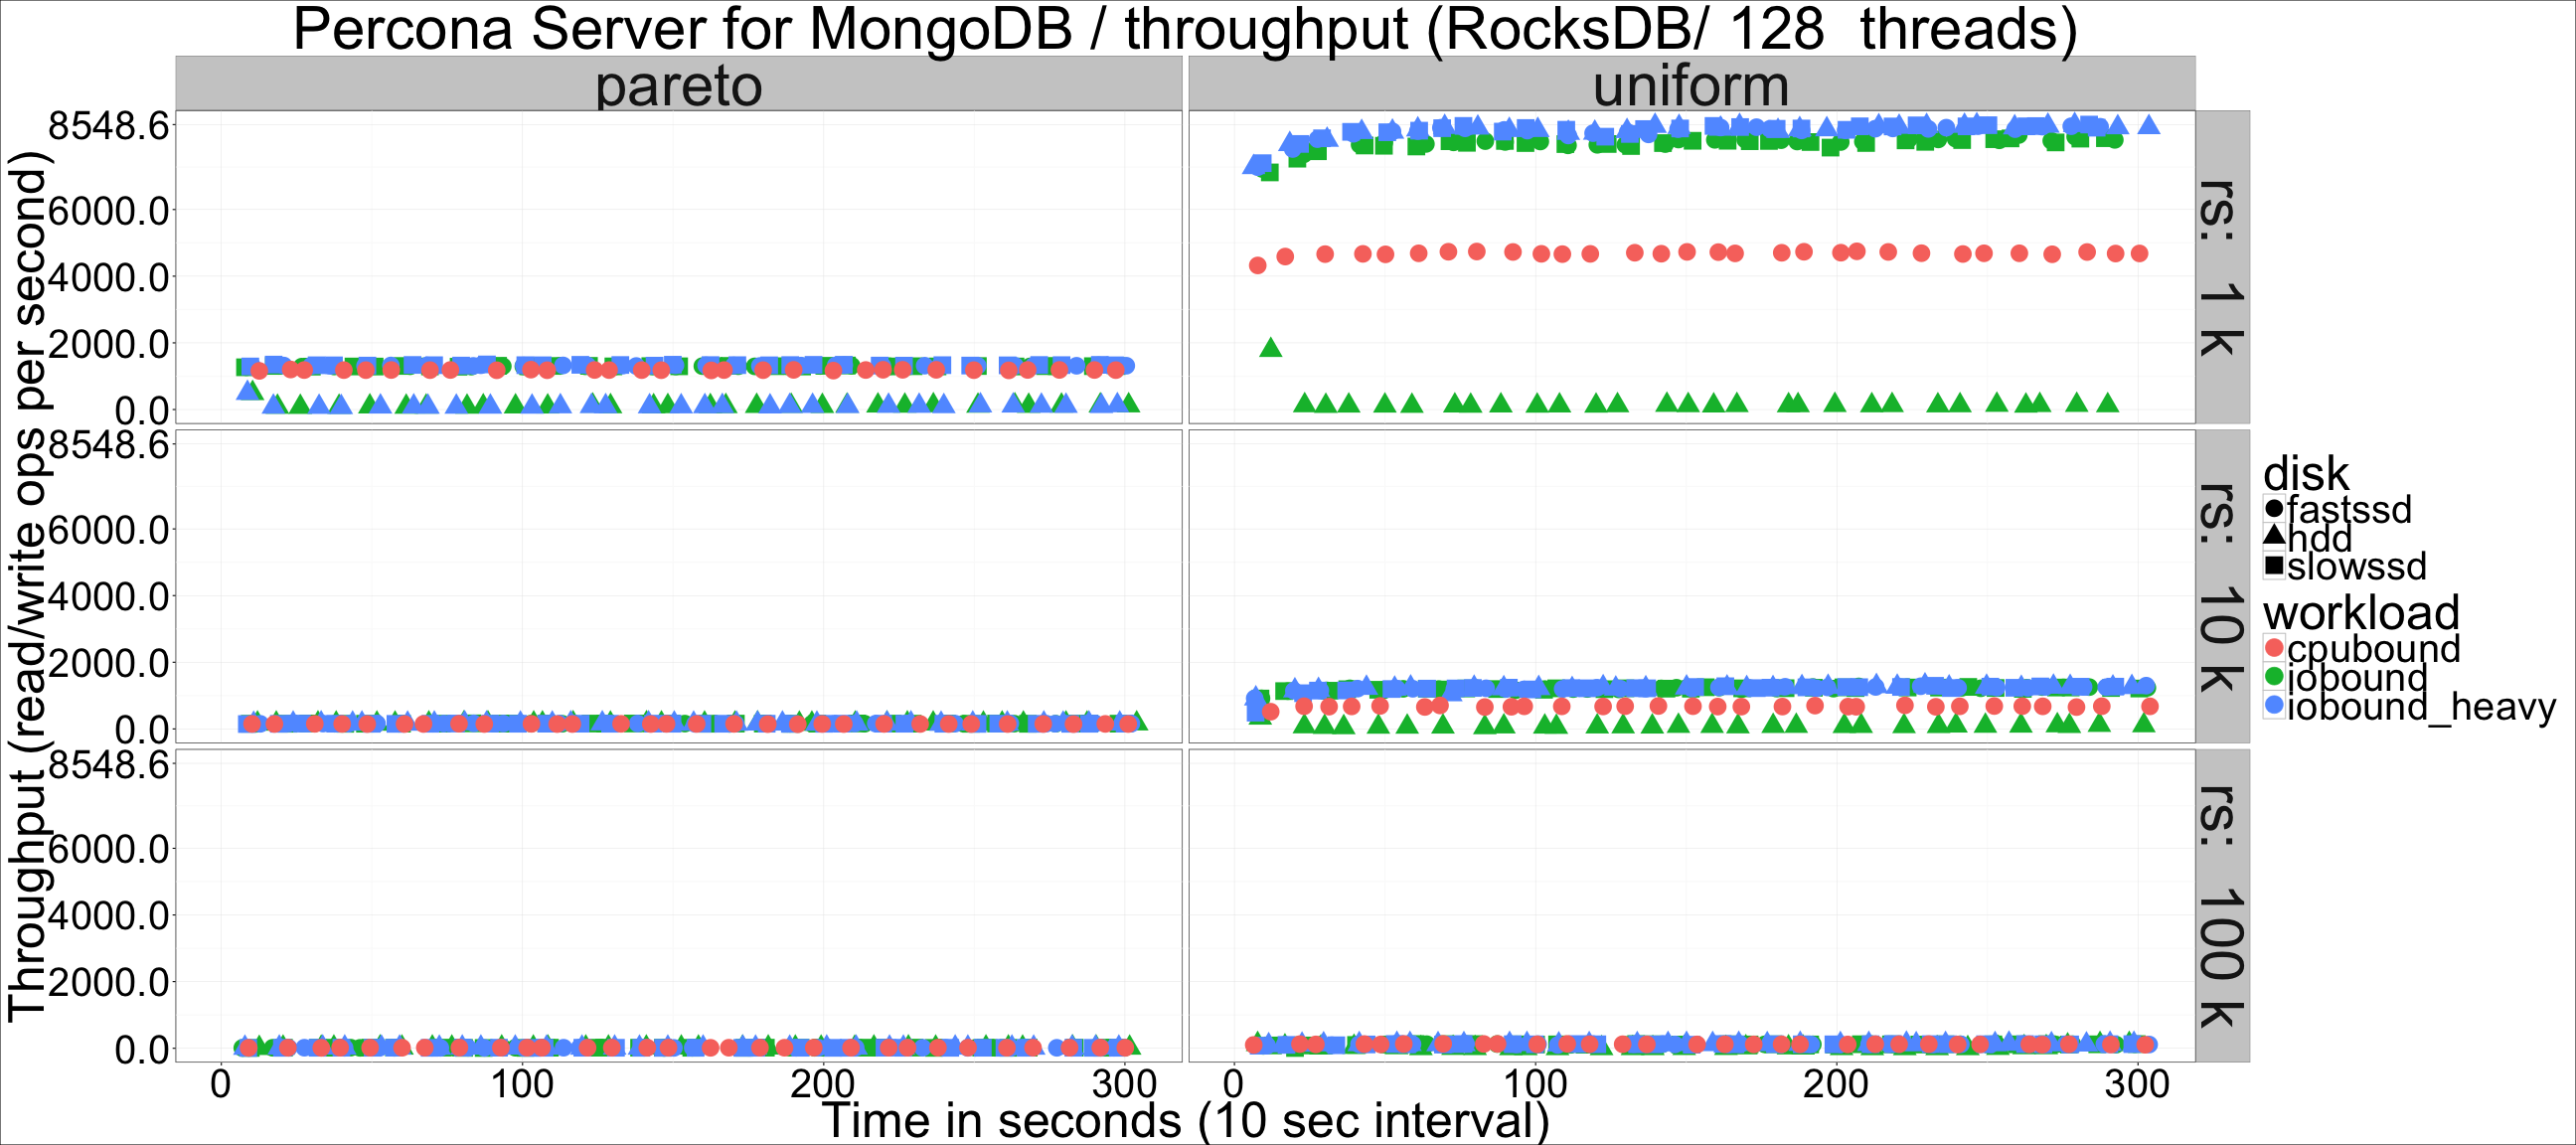 Percona Server for MongoDB / throughput (RocksDB/ 128  threads)
pareto
uniform
Throughput (read/write ops per second)
8548.6
6000.0
4000.0
2000.0
0.0
rs:  1 k
8548.6
6000.0
4000.0
2000.0
0.0
rs:  10 k
8548.6
6000.0
4000.0
2000.0
0.0
rs:  100 k
0 100 200 300
0 100 200 300
Time in seconds (10 sec interval)
disk
fastssd
hdd
slowssd
workload
cpubound
iobound
iobound_heavy